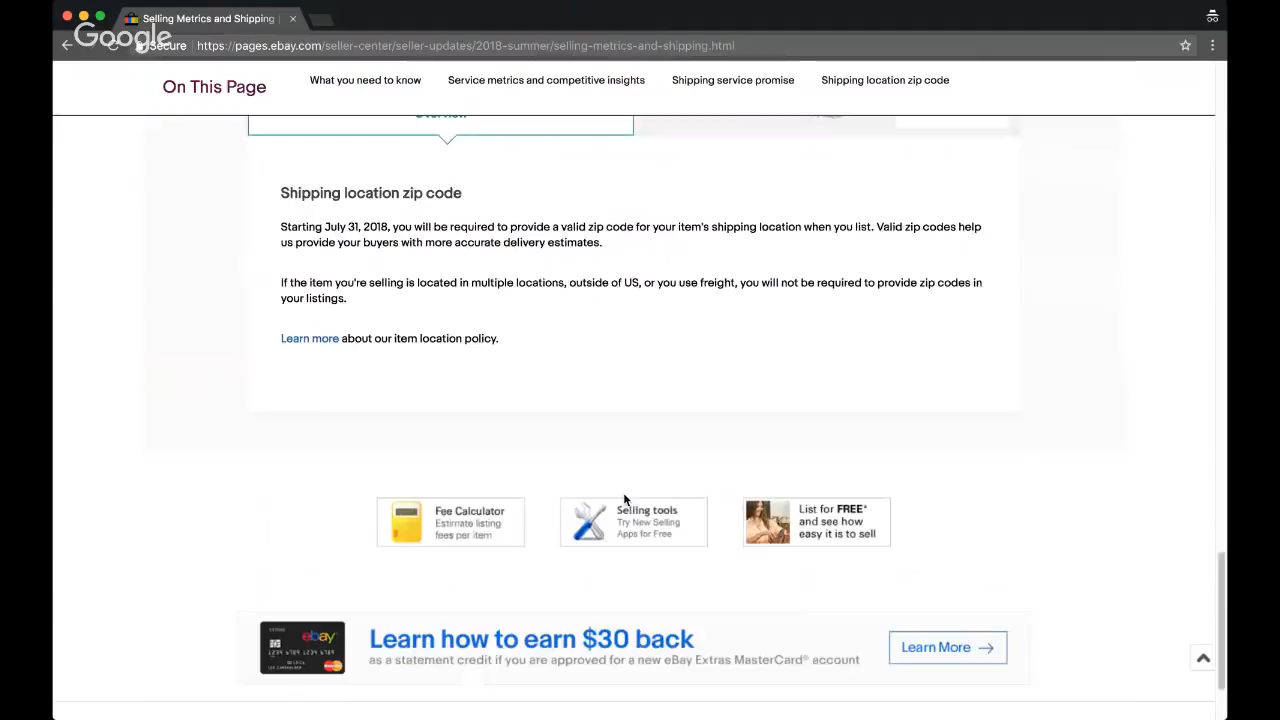 Selling Metrics and Shipping
Google
Secure
https://pages.ebay.com/seller-center/seller-updates/2018-summer/selling-metrics-and-shipping.html
On This Page
What you need to know
Service metrics and competitive insights
Shipping service promise
Shipping location zip code
Overview
Shipping location zip code
Starting July 31, 2018, you will be required to provide a valid zip code for your item's shipping location when you list. Valid zip codes help
us provide your buyers with more accurate delivery estimates.
If the item you're selling is located in multiple locations, outside of US, or you use freight, you will not be required to provide zip codes in
your listings.
Learn more about our item location policy.
Fee Calculator
Estimate listing
fees per item
Selling tools
Try New Selling
Apps for Free
List for FREE*
and see how
easy it is to sell
ebay
Learn how to earn $30 back
as a statement credit if you are approved for a new eBay Extras MasterCard® account
Learn More →